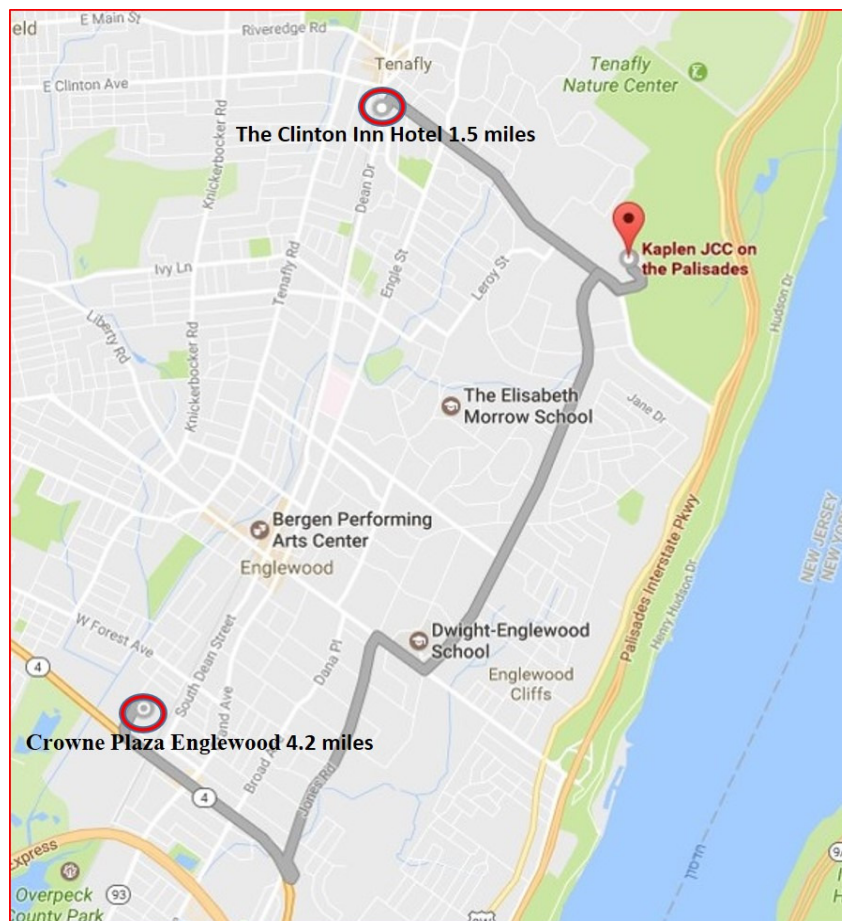 E Main St
eld
Riveredge Rd
Tenafly
E Clinton Ave
Tenafly
Nature Center
The Clinton Inn Hotel 1.5 miles
Knickerbocker Rd
Dean Dr
Kaplen JCC on
the Palisades
Ivy Ln
Tenafly Rd
Engle St
Leroy St
Hudson Dr
Liberty Rd
Knickerbocker Rd
The Elisabeth
Morrow School
Jane Dr
Bergen Performing
Arts Center
Englewood
Palisades Interstate Pkwy
Henry Hudson Dr
NEW JERSEY
NEW YORK
W Forest Ave
South Dean Street
Dana Pl
Dwight-Englewood
School
Englewood
Cliffs
4
Crowne Plaza Englewood 4.2 miles
4
Jones Rd
Express
93
Overpeck
County Park
הדסון